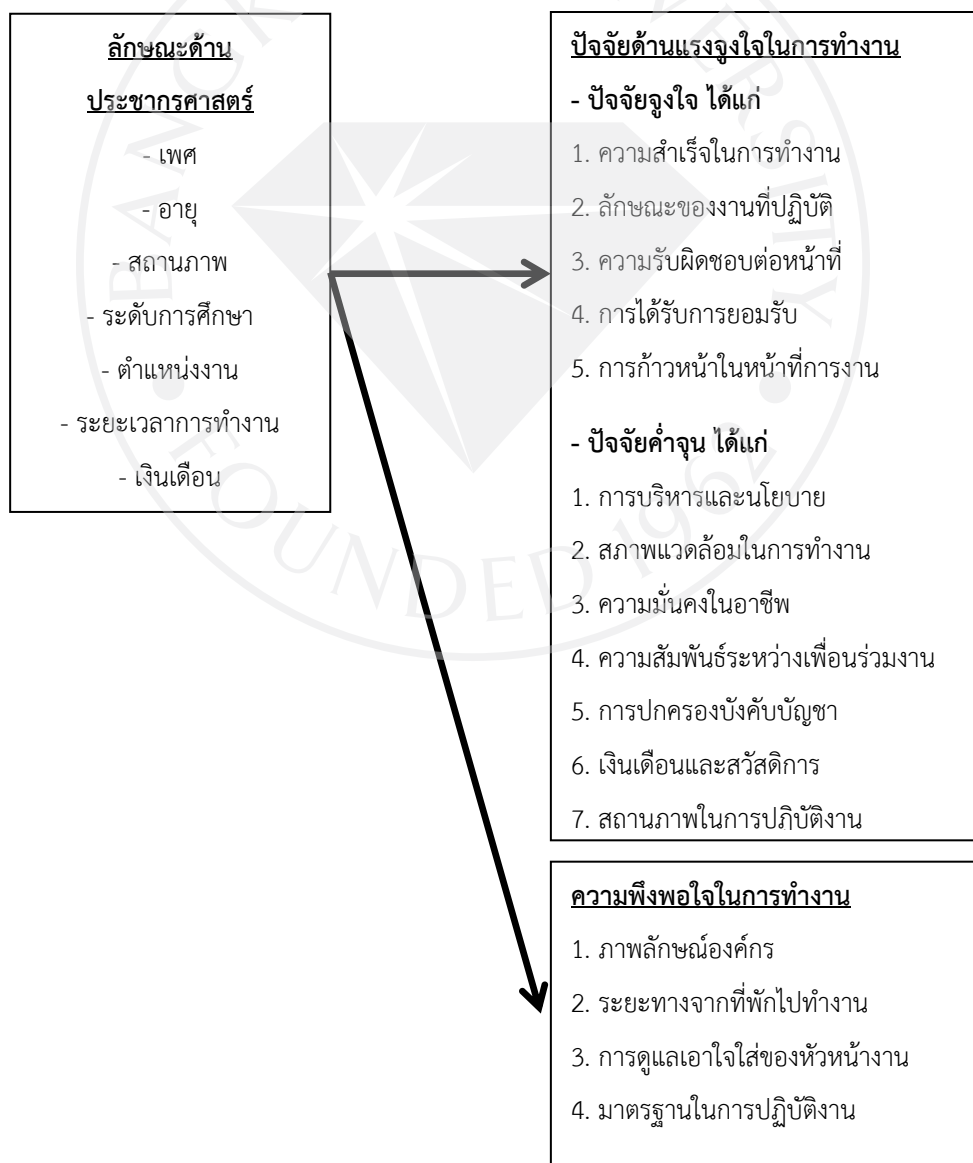 ลักษณะด้าน
ประชากรศาสตร์
- เพศ
- อายุ
- สถานภาพ
- ระดับการศึกษา
- ตำแหน่งงาน
- ระยะเวลาการทำงาน
- เงินเดือน
ปัจจัยด้านแรงจูงใจในการทำงาน
- ปัจจัยจูงใจ ได้แก่
1. ความสำเร็จในการทำงาน
2. ลักษณะของงานที่ปฏิบัติ
3. ความรับผิดชอบต่อหน้าที่
4. การได้รับการยอมรับ
5. การก้าวหน้าในหน้าที่การงาน
- ปัจจัยค่ำจุน ได้แก่
1. การบริหารและนโยบาย
2. สภาพแวดล้อมในการทำงาน
3. ความมั่นคงในอาชีพ
4. ความสัมพันธ์ระหว่างเพื่อนร่วมงาน
5. การปกครองบังคับบัญชา
6. เงินเดือนและสวัสดิการ
7. สถานภาพในการปฏิบัติงาน
ความพึงพอใจในการทำงาน
1. ภาพลักษณ์องค์กร
2. ระยะทางจากที่พักไปทำงาน
3. การดูแลเอาใจใส่ของหัวหน้างาน
4. มาตรฐานในการปฏิบัติงาน
FOUNDED 1962